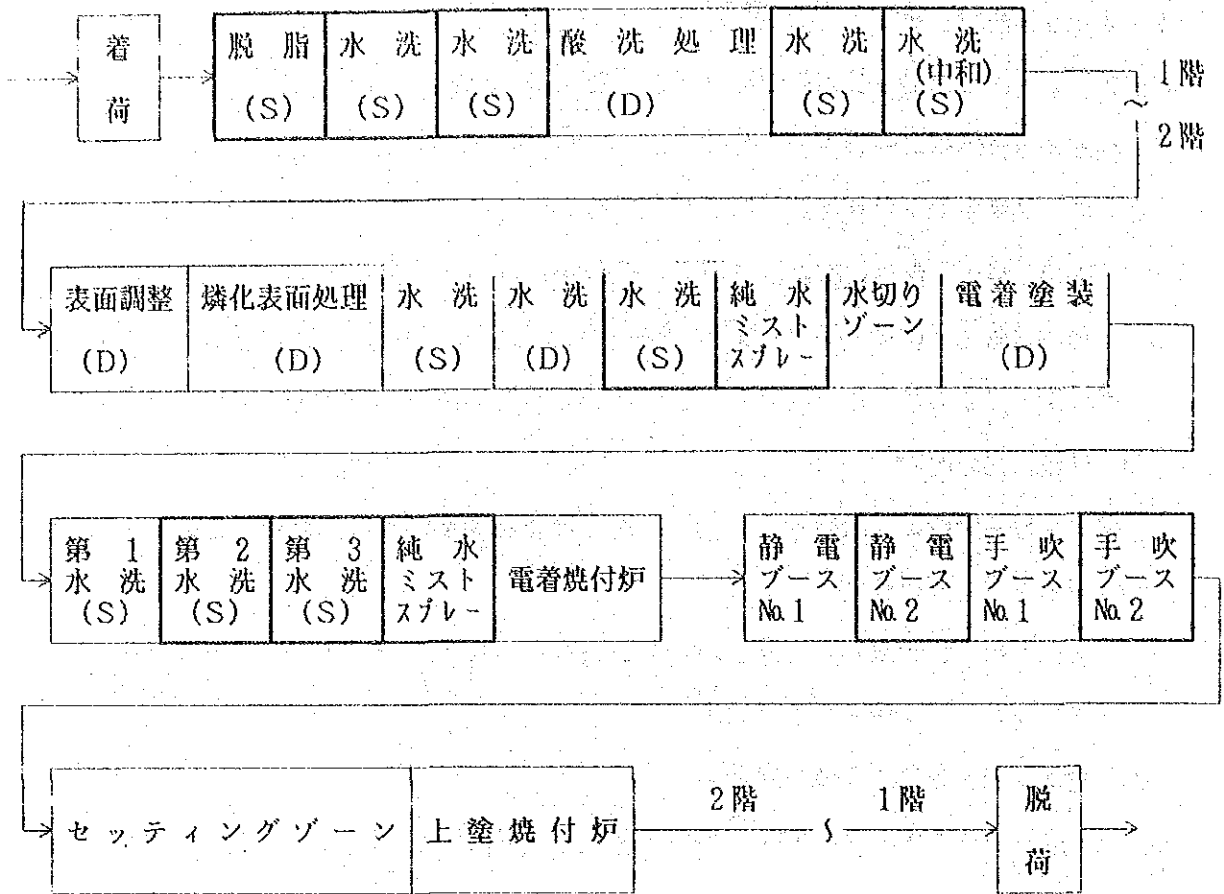 着荷
脱脂 (S)
水洗 (S)
水洗 (S)
酸洗処理 (D)
水洗 (S)
水洗 (中和) (S)
1階
~
2階
表面調整 (D)
燐化表面処理 (D)
水洗 (S)
水洗 (D)
水洗 (S)
純水ミストスプレー
水切りゾーン
電着塗装 (D)
第1水洗 (S)
第2水洗 (S)
第3水洗 (S)
純水ミストスプレー
電着焼付炉
静電ブース No.1
静電ブース No.2
手吹ブース No.1
手吹ブース No.2
セッティングゾーン
上塗焼付炉
2階 ~ 1階
脱荷